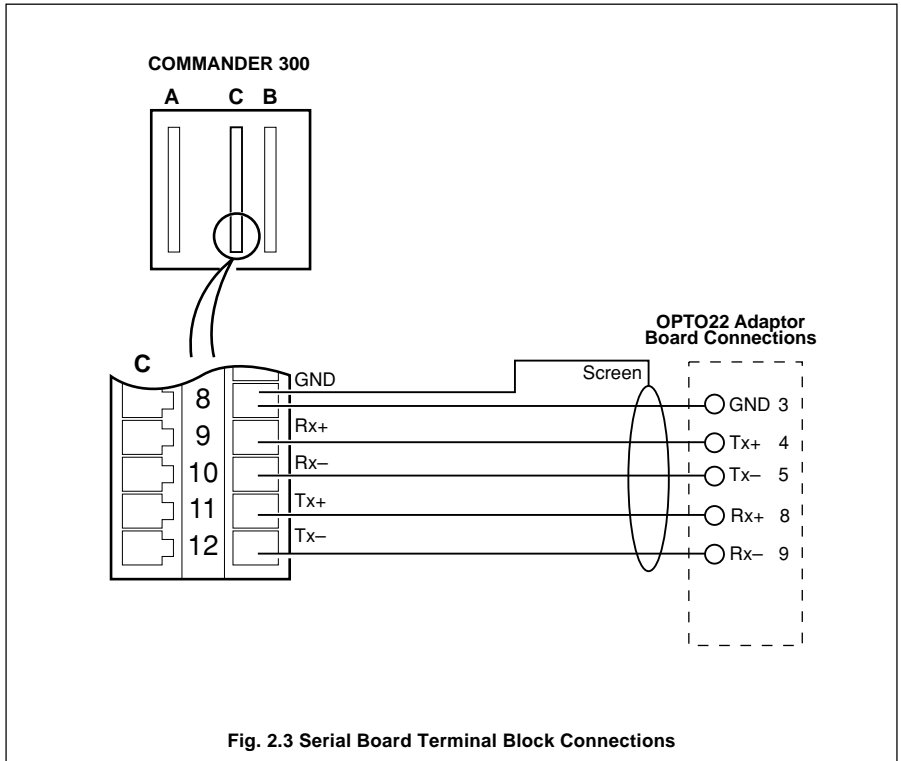 COMMANDER 300
A C B
OPTO22 Adaptor
Board Connections
C
GND
Screen
8
GND 3
9
Rx+
Tx+ 4
10
Rx–
Tx– 5
11
Tx+
Rx+ 8
12
Tx–
Rx– 9
Fig. 2.3 Serial Board Terminal Block Connections